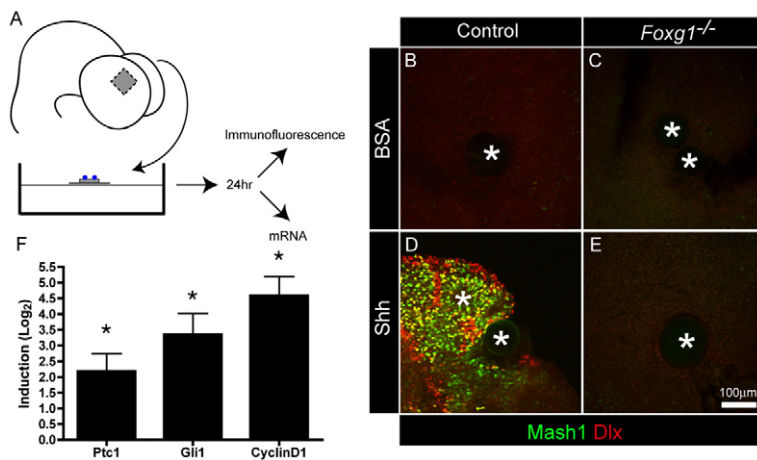 A
Immunofluorescence
24hr
mRNA
Control
Foxg1-/-
BSA
B
*
C
*
*
Shh
D
*
*
E
*
100µm
Mash1 Dlx
F
Induction (Log2)
5.5
5.0
4.5
4.0
3.5
3.0
2.5
2.0
1.5
1.0
0.5
0.0
*
*
*
Ptc1 Gli1 CyclinD1